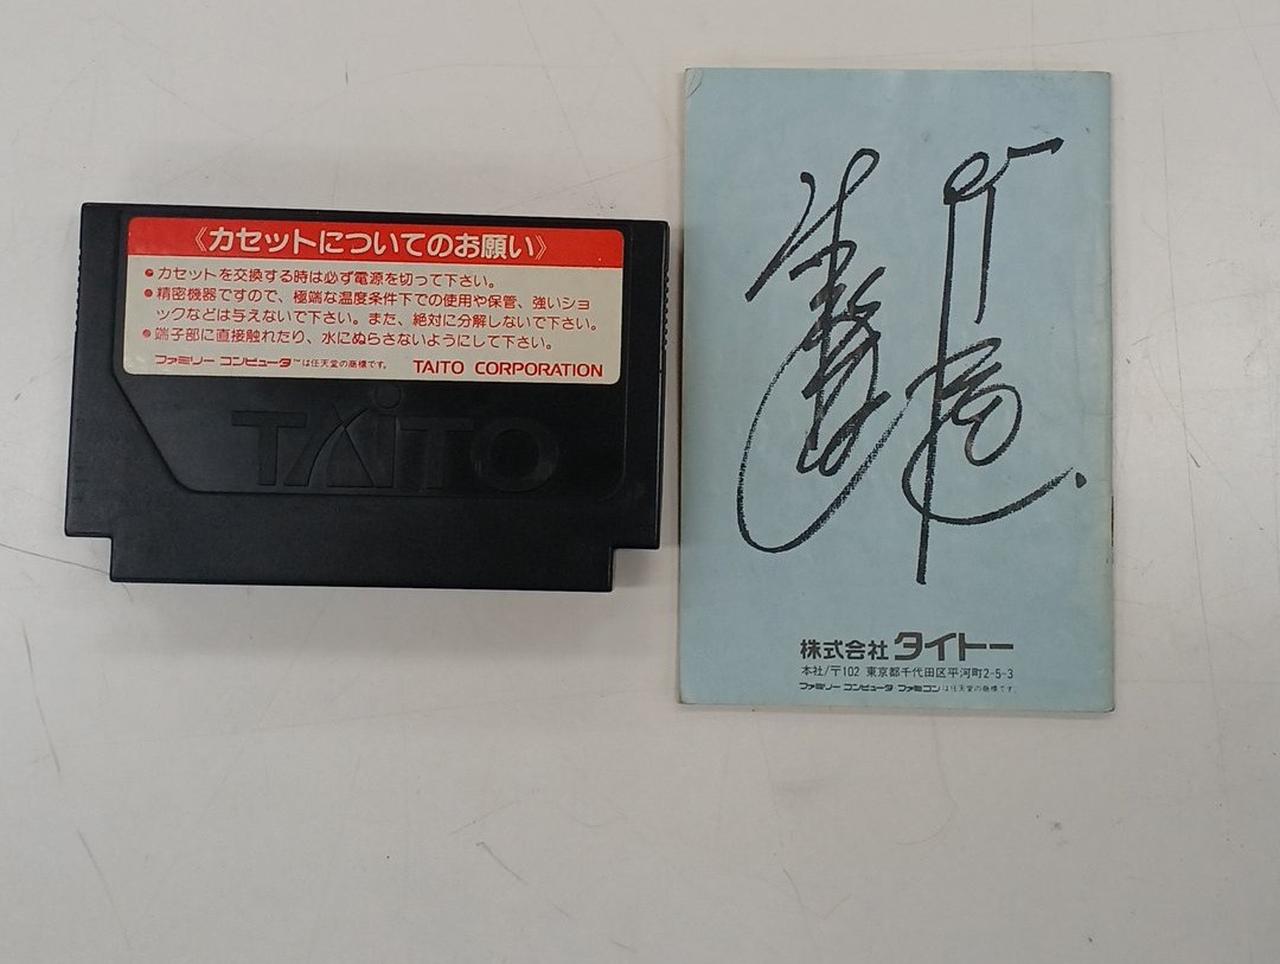 《カセットについてのお願い》
●カセットを交換する時は必ず電源を切って下さい。
●精密機器ですので、極端な温度条件下での使用や保管、強いショ
ックなどは与えないで下さい。また、絶対に分解しないで下さい。
●端子部に直接触れたり、水にぬらさないようにして下さい。
ファミリー コンピュータ™は任天堂の商標です。 TAITO CORPORATION
TAITO
株式会社 タイトー
本社/〒102 東京都千代田区平河町2-5-3
ファミリー コンピュータ ファミコンは任天堂の商標です。